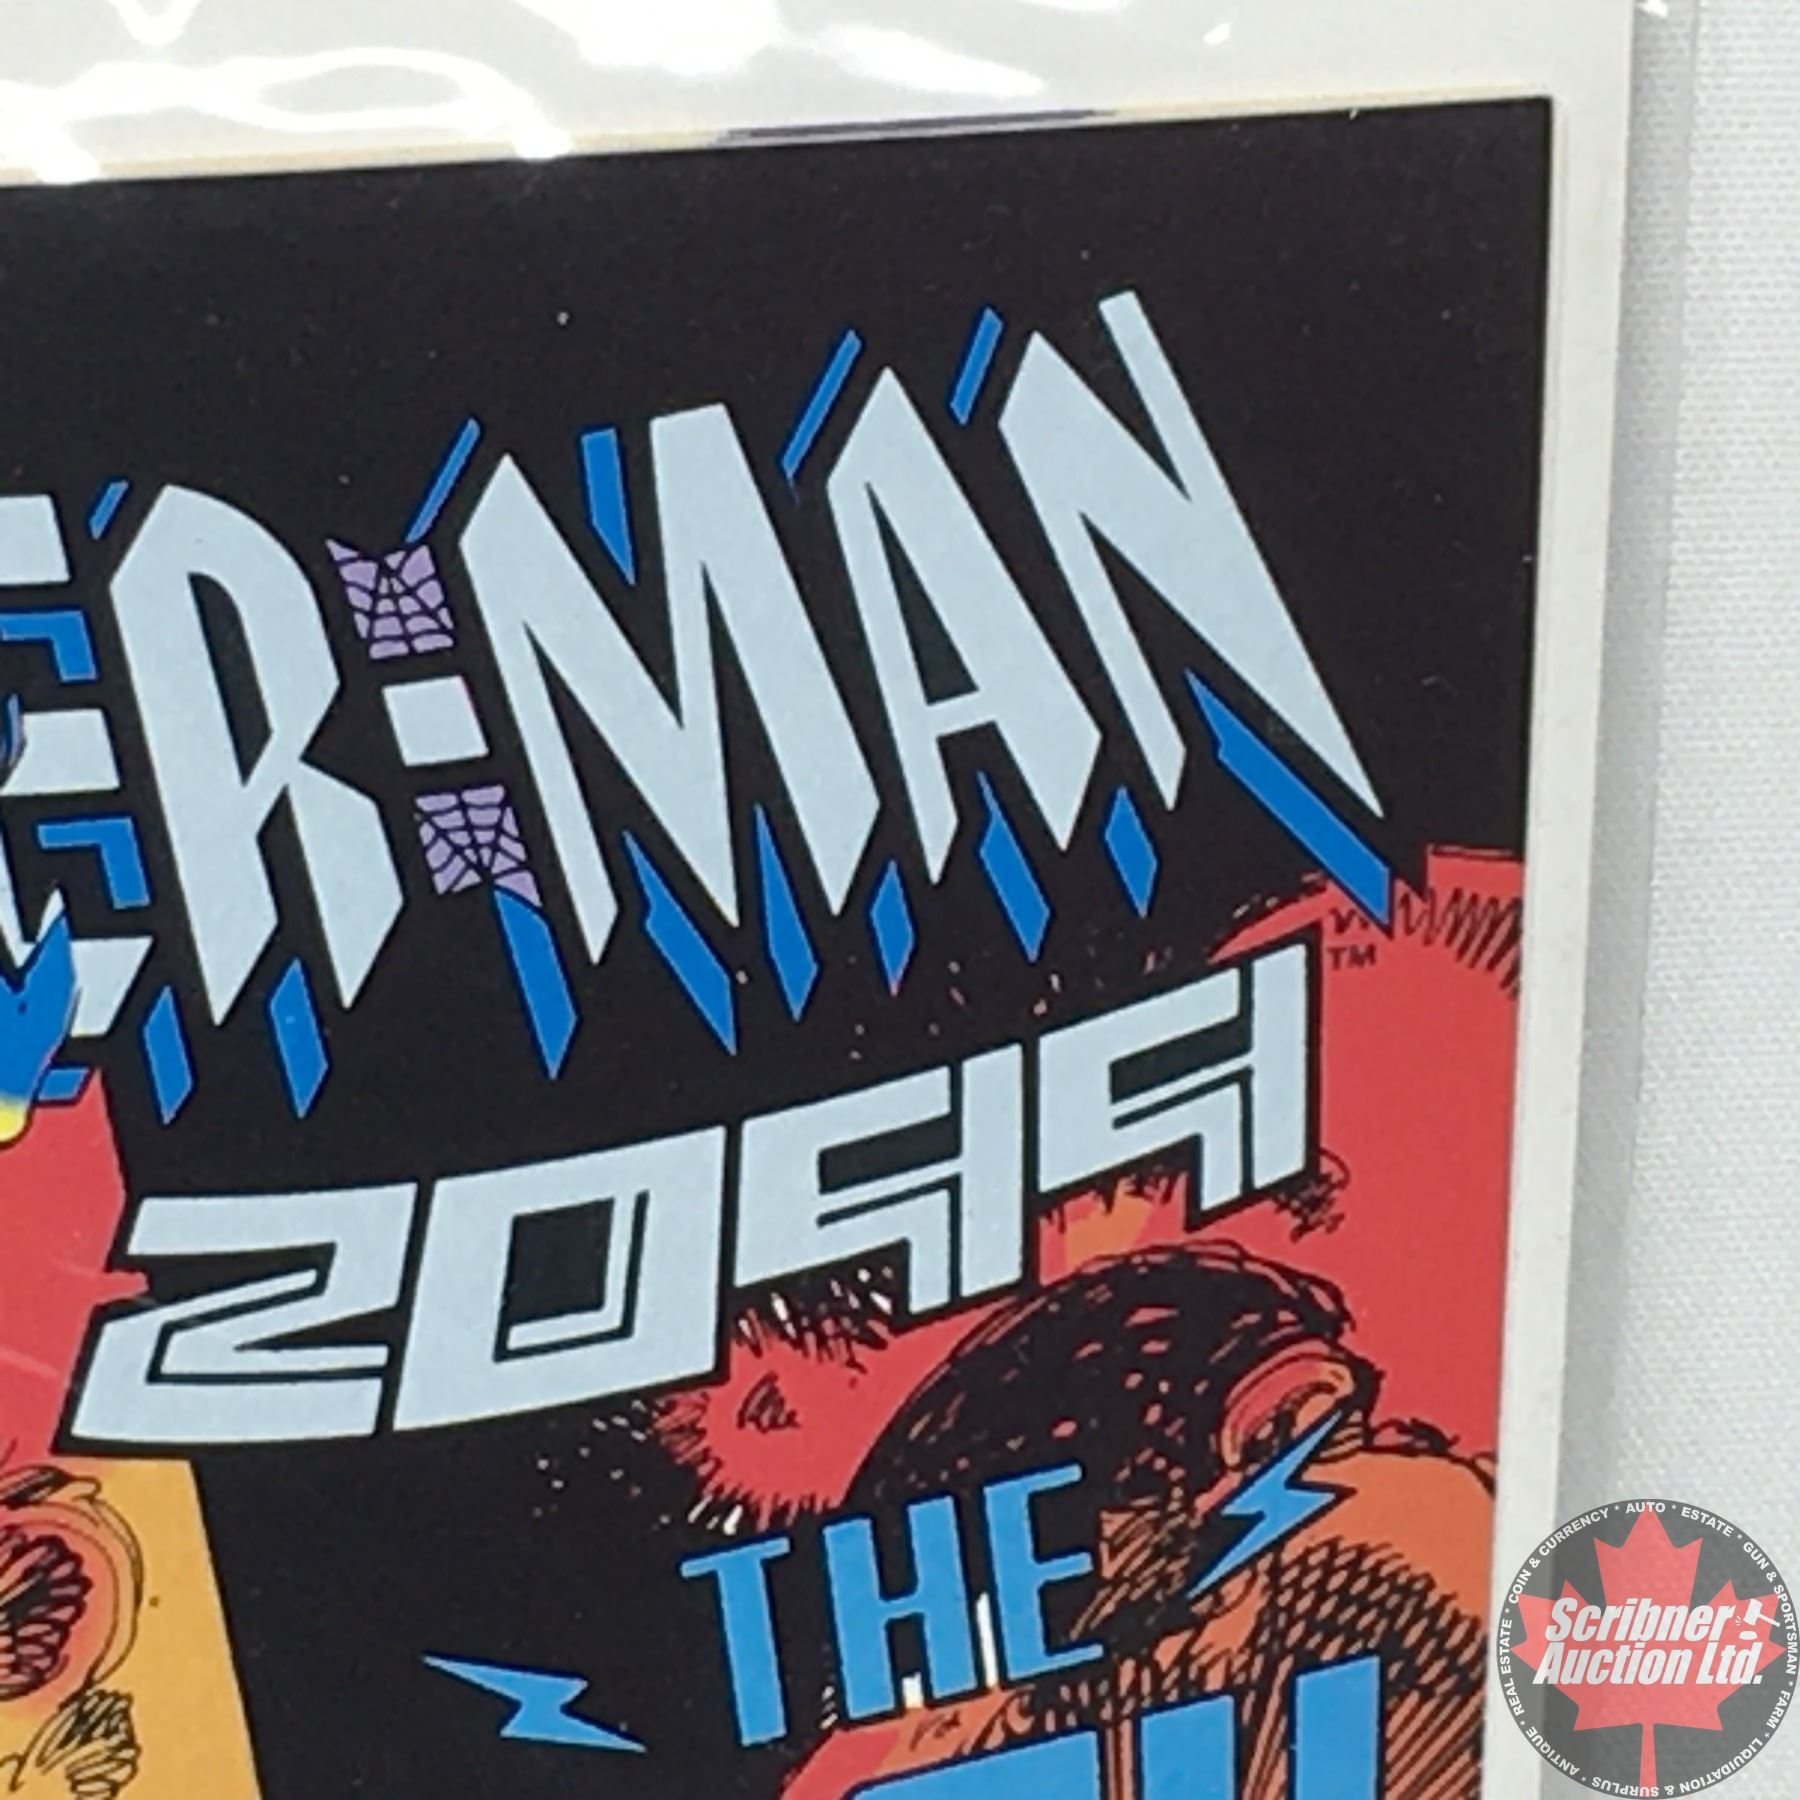 ER-MAN
TM
2099
THE
COIN & CURRENCY * AUTO * ESTATE * GUN & SPORTSMAN * FARM * LIQUIDATION & SURPLUS * ANTIQUE * REAL ESTATE *
Scribner
Auction Ltd.